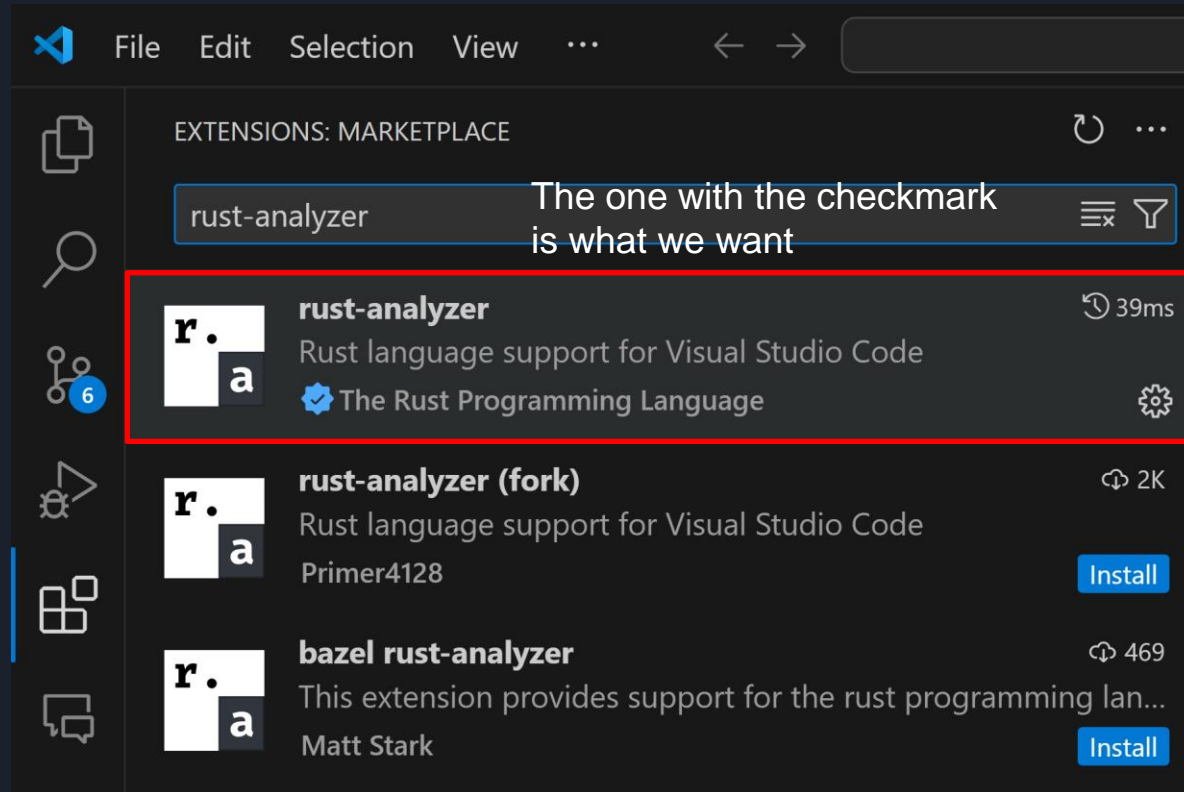 File Edit Selection View ...
EXTENSIONS: MARKETPLACE
The one with the checkmark
is what we want
rust-analyzer
r.
a
rust-analyzer
39ms
Rust language support for Visual Studio Code
The Rust Programming Language
6
r.
a
rust-analyzer (fork)
2K
Rust language support for Visual Studio Code
Primer4128
Install
r.
a
bazel rust-analyzer
469
This extension provides support for the rust programming lan...
Matt Stark
Install